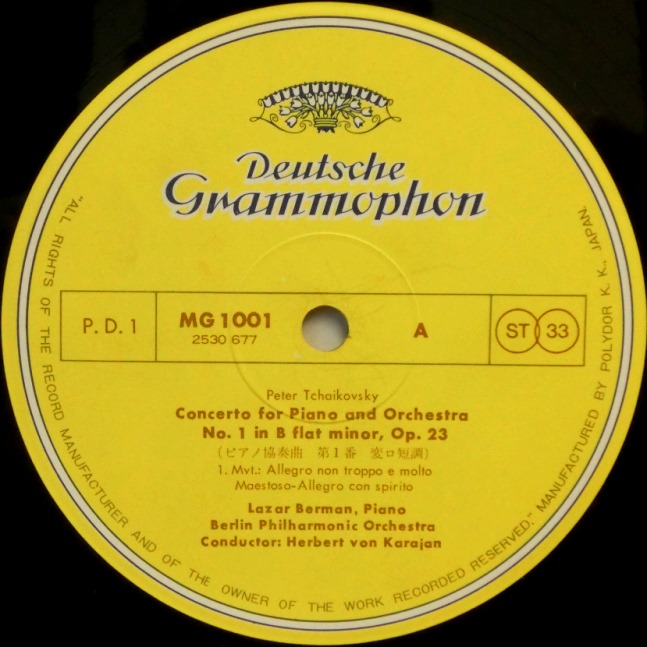 Deutsche
Grammophon
P. D. 1
MG 1001
2530 677
A
ST 33
Peter Tchaikovsky
Concerto for Piano and Orchestra
No. 1 in B flat minor, Op. 23
(ピアノ協奏曲 第1番 変ロ短調)
1. Mvt.: Allegro non troppo e molto
Maestoso-Allegro con spirito
Lazar Berman, Piano
Berlin Philharmonic Orchestra
Conductor: Herbert von Karajan
"ALL RIGHTS OF THE RECORD MANUFACTURER AND OF THE OWNER OF THE WORK RECORDED RESERVED." MANUFACTURED BY POLYDOR K. K., JAPAN.